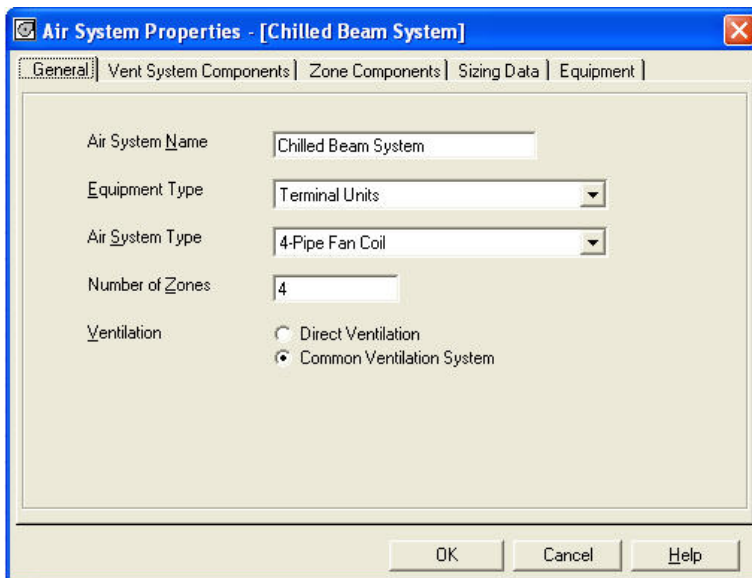 Air System Properties - [Chilled Beam System]
General Vent System Components Zone Components Sizing Data Equipment
Air System Name Chilled Beam System
Equipment Type Terminal Units
Air System Type 4-Pipe Fan Coil
Number of Zones 4
Ventilation Direct Ventilation
Common Ventilation System
OK Cancel Help